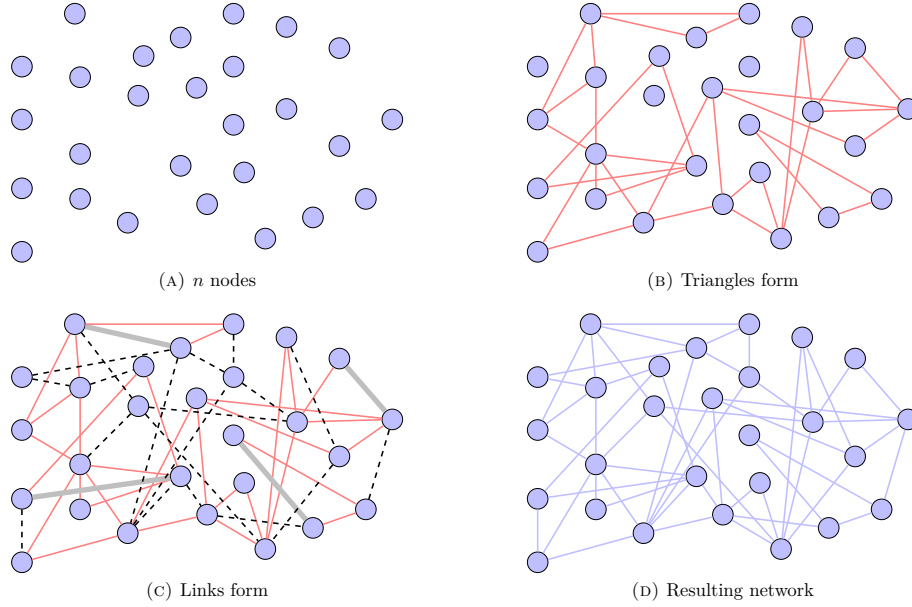 (A) n nodes
(B) Triangles form
(C) Links form
(D) Resulting network